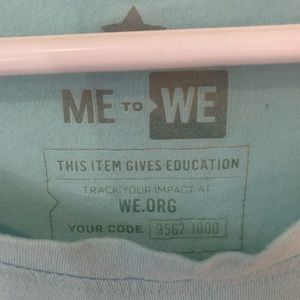 ME TO WE
THIS ITEM GIVES EDUCATION
TRACK YOUR IMPACT AT
WE.ORG
YOUR CODE 9562-1000